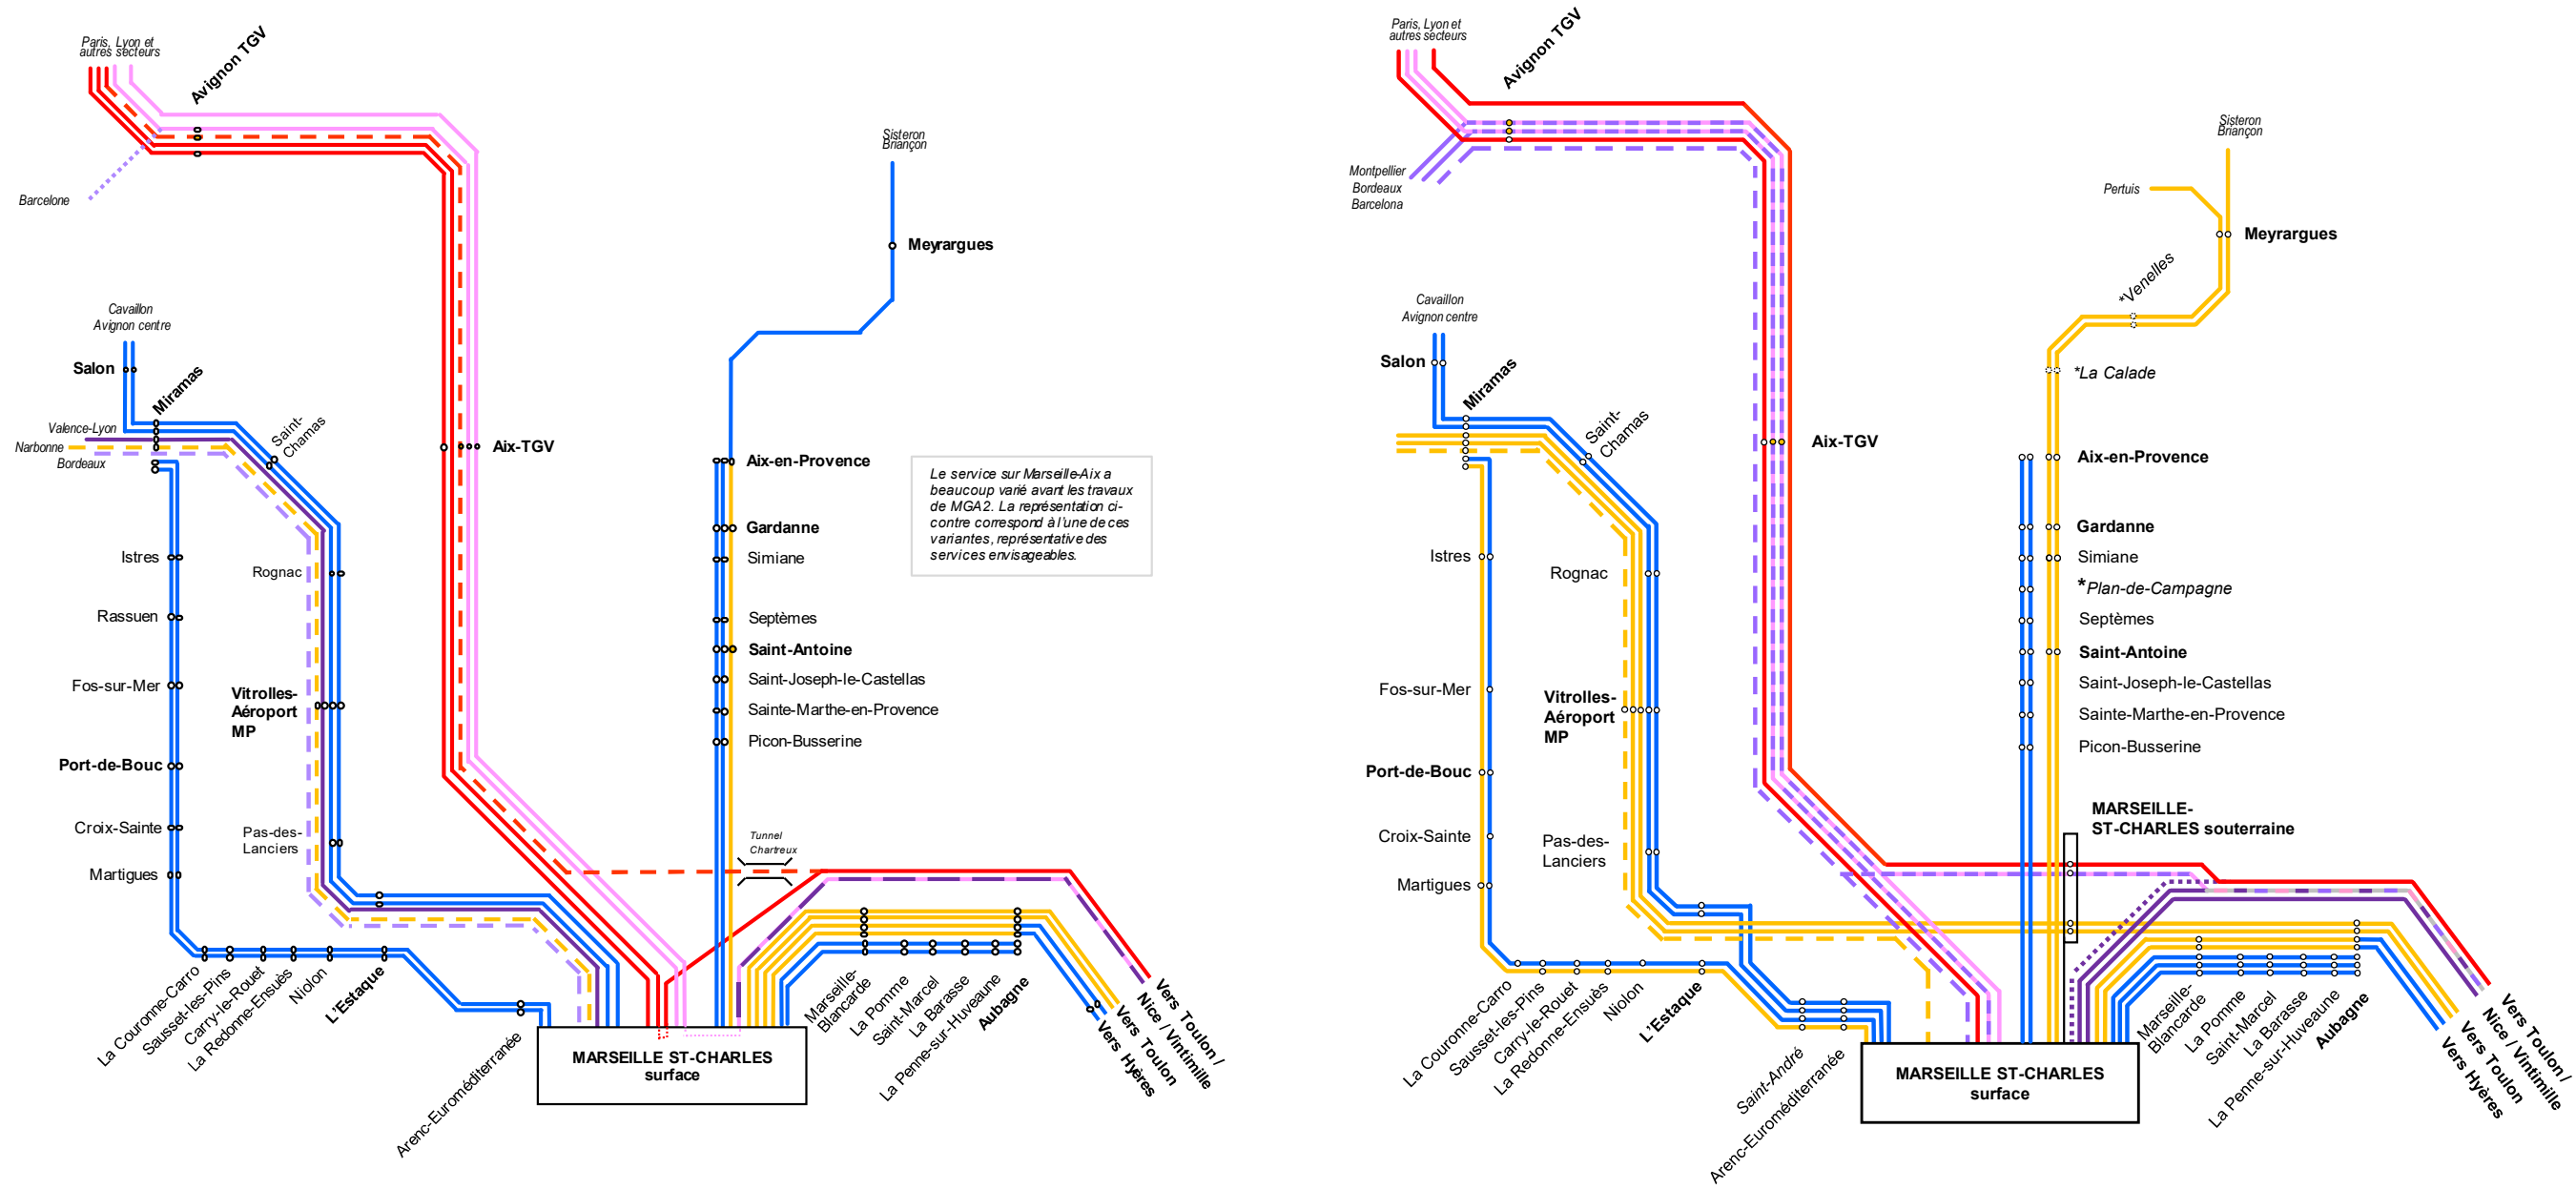 Paris, Lyon et
autres secteurs
Avignon TGV
Barcelone
Sisteron
Briançon
Meyrargues
Cavaillon
Avignon centre
Salon
Miramas
Valence-Lyon
Narbonne
Bordeaux
Saint-
Chamas
Aix-TGV
Aix-en-Provence
Le service sur Marseille-Aix a
beaucoup varié avant les travaux
de MGA2. La représentation ci-
contre correspond à l'une de ces
variantes, représentative des
services envisageables.
Gardanne
Simiane
Istres
Rognac
Rassuen
Septèmes
Saint-Antoine
Saint-Joseph-le-Castellas
Fos-sur-Mer
Vitrolles-
Aéroport
MP
Sainte-Marthe-en-Provence
Picon-Busserine
Port-de-Bouc
Croix-Sainte
Pas-des-
Lanciers
Tunnel
Chartreux
Martigues
La Couronne-Carro
Sausset-les-Pins
Carry-le-Rouet
La Redonne-Ensuès
Niolon
L'Estaque
Arenc-Euroméditerranée
MARSEILLE ST-CHARLES
surface
Marseille-
Blancarde
La Pomme
Saint-Marcel
La Barasse
La Penne-sur-Huveaune
Aubagne
Vers Toulon /
Nice / Vintimille
Vers Toulon
Vers Hyères
Paris, Lyon et
autres secteurs
Avignon TGV
Montpellier
Bordeaux
Barcelona
Sisteron
Briançon
Pertuis
Meyrargues
*Venelles
*La Calade
Cavaillon
Avignon centre
Salon
Miramas
Saint-
Chamas
Aix-TGV
Aix-en-Provence
Gardanne
Simiane
*Plan-de-Campagne
Septèmes
Saint-Antoine
Saint-Joseph-le-Castellas
Sainte-Marthe-en-Provence
Picon-Busserine
Istres
Rognac
Fos-sur-Mer
Vitrolles-
Aéroport
MP
Port-de-Bouc
Croix-Sainte
Pas-des-
Lanciers
Martigues
MARSEILLE-
ST-CHARLES souterraine
La Couronne-Carro
Sausset-les-Pins
Carry-le-Rouet
La Redonne-Ensuès
Niolon
L'Estaque
Saint-André
Arenc-Euroméditerranée
MARSEILLE ST-CHARLES
surface
Marseille-
Blancarde
La Pomme
Saint-Marcel
La Barasse
La Penne-sur-Huveaune
Aubagne
Vers Toulon /
Nice / Vintimille
Vers Toulon
Vers Hyères